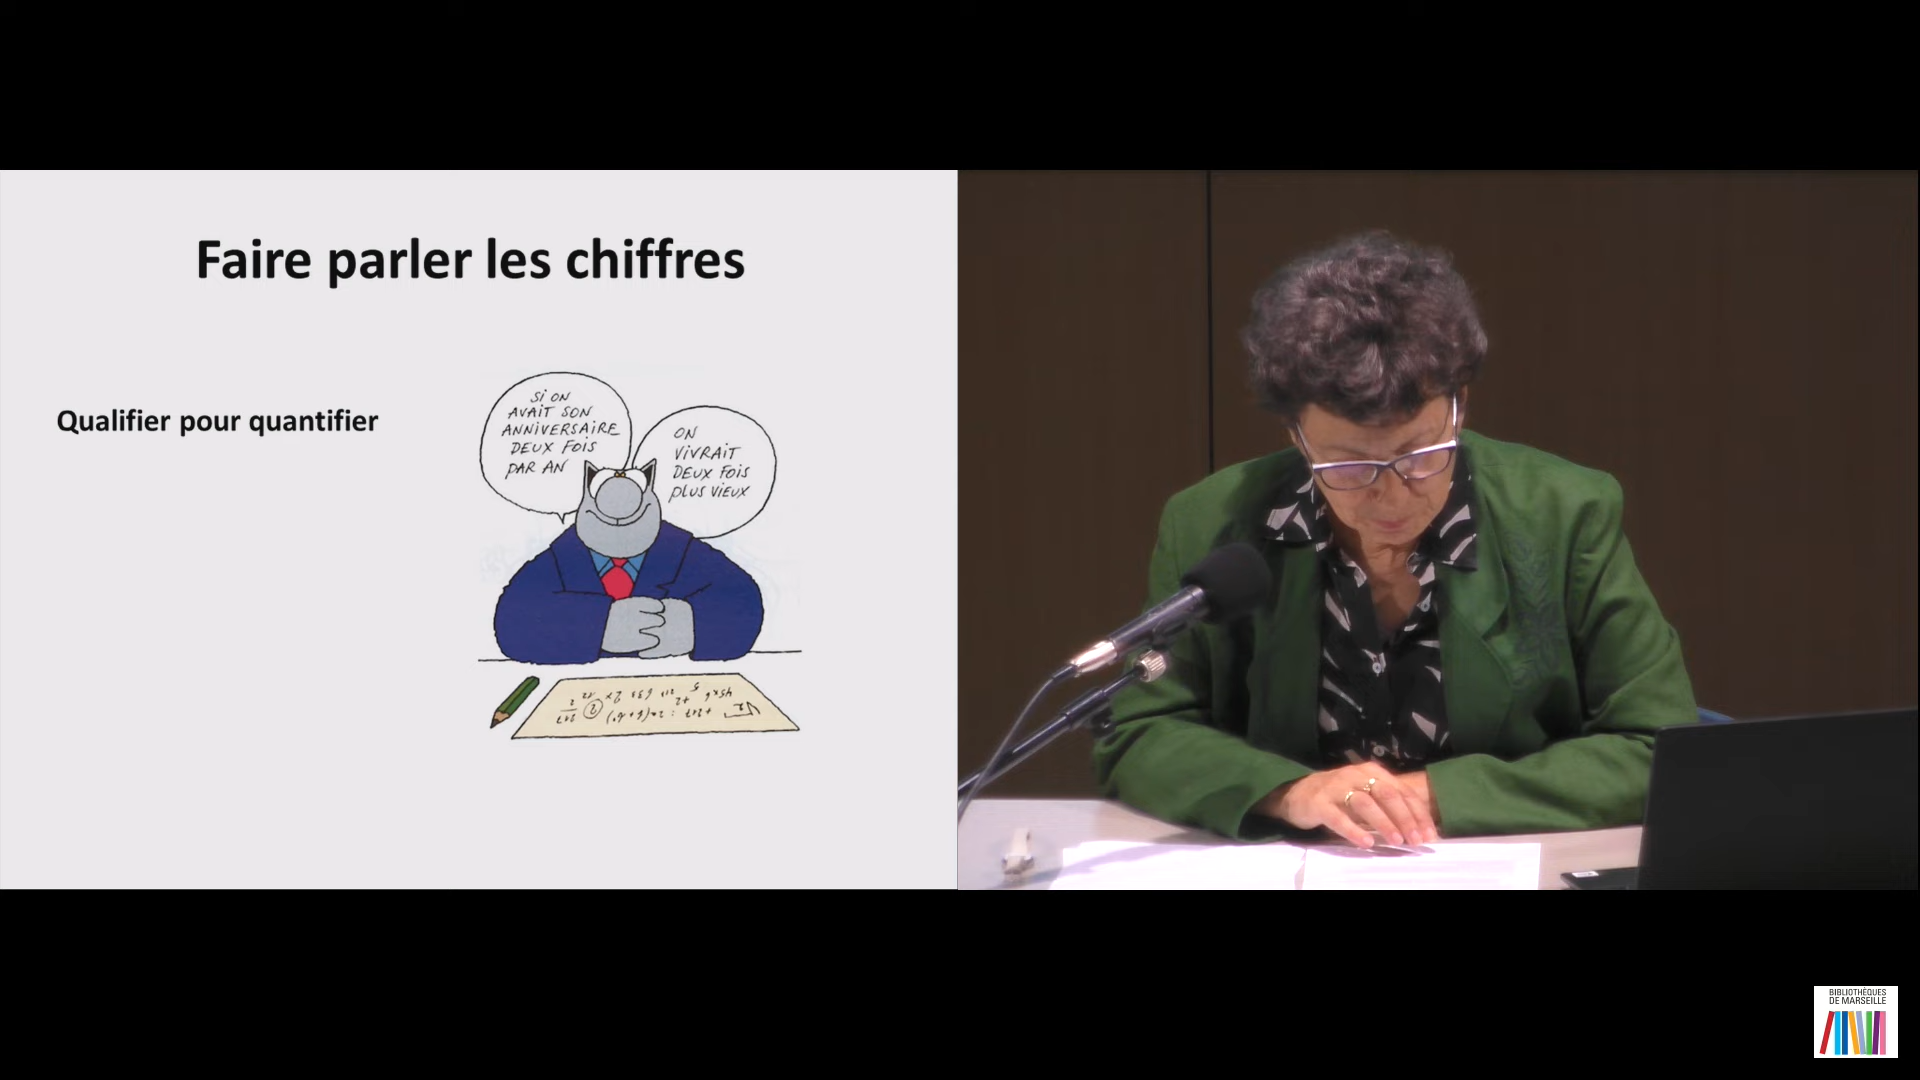 Faire parler les chiffres
Qualifier pour quantifier
Si ON
AVAiT SON
ANNiVERSAiRE
DEUX FOiS
PAR AN
ON
ViVRAiT
DEUX FOiS
PLUS ViEUX
BIBLIOTHÈQUES
DE MARSEILLE